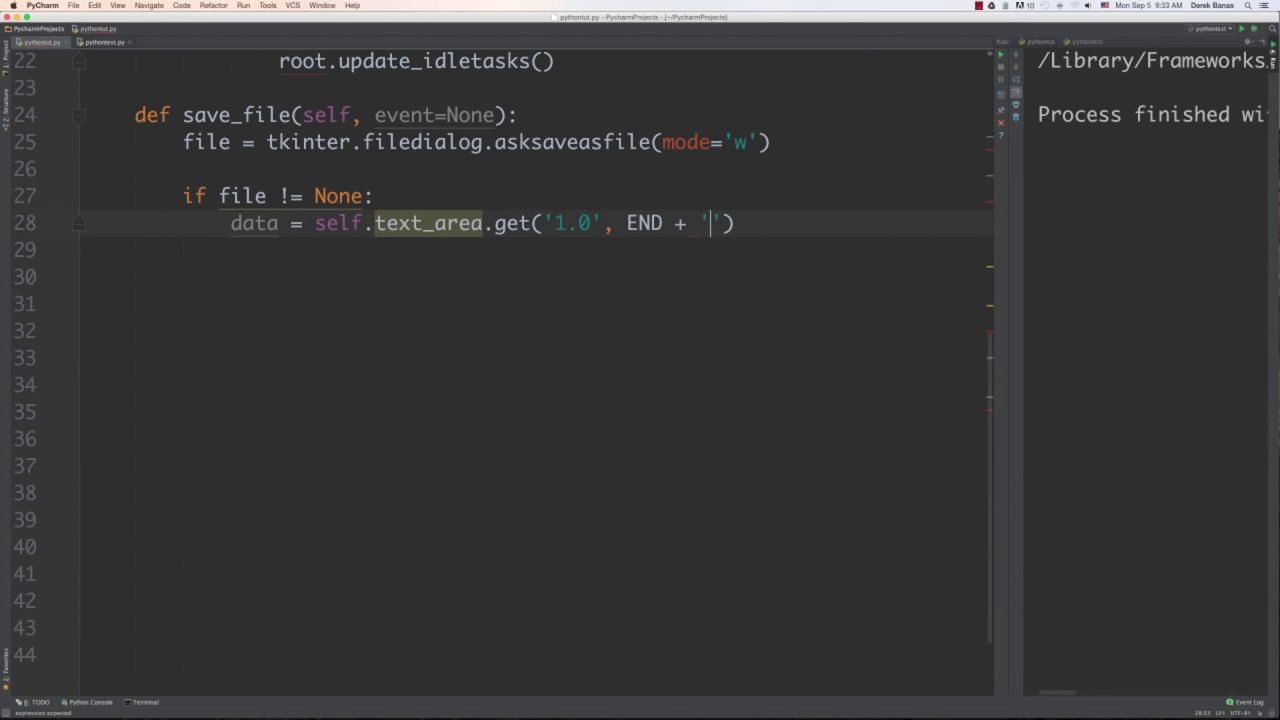 PyCharm File Edit View Navigate Code Refactor Run Tools VCS Window Help
10 Mon Sep 5 9:33 AM Derek Banas
pythontut.py - PycharmProjects - [~/PycharmProjects]
PycharmProjects pythontut.py
pythontest
pythontut.py pythontest.py
Run: pythontut pythontest
22 root.update_idletasks()
23
24 def save_file(self, event=None):
25 file = tkinter.filedialog.asksaveasfile(mode='w')
26
27 if file != None:
28 data = self.text_area.get('1.0', END + '')
29
30
31
32
33
34
35
36
37
38
39
40
41
42
43
44
/Library/Frameworks
Process finished wi
1: Project
7: Structure
2: Favorites
Run
6: TODO Python Console Terminal
Event Log
expression expected
28:53 LF÷ UTF-8÷